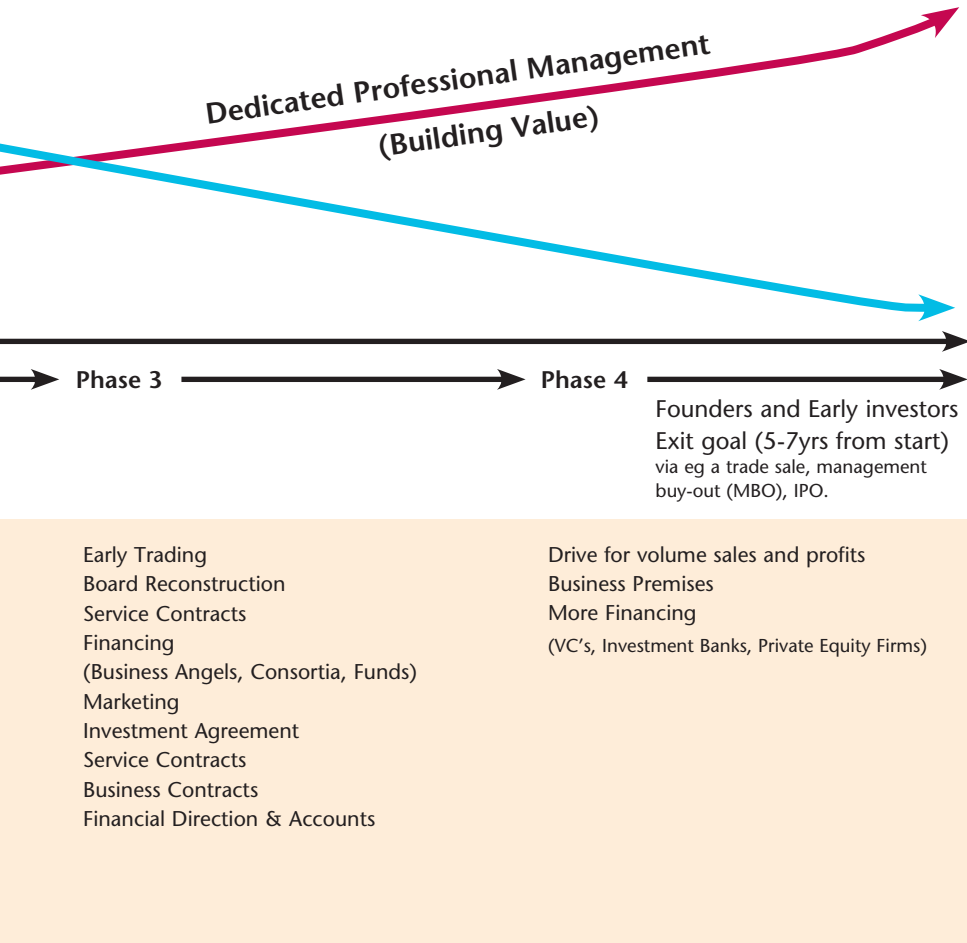 Dedicated Professional Management
(Building Value)
Phase 3
Phase 4
Founders and Early investors
Exit goal (5-7yrs from start)
via eg a trade sale, management
buy-out (MBO), IPO.
Early Trading
Board Reconstruction
Service Contracts
Financing
(Business Angels, Consortia, Funds)
Marketing
Investment Agreement
Service Contracts
Business Contracts
Financial Direction & Accounts
Drive for volume sales and profits
Business Premises
More Financing
(VC's, Investment Banks, Private Equity Firms)